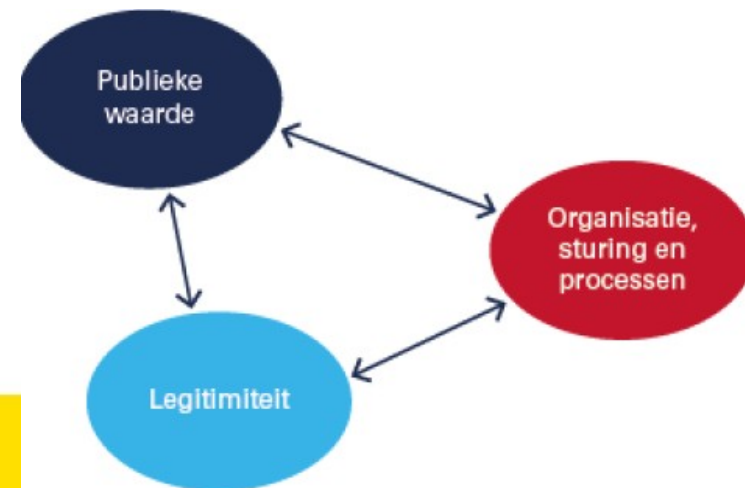 Publieke
waarde
Organisatie,
sturing en
processen
Legitimiteit